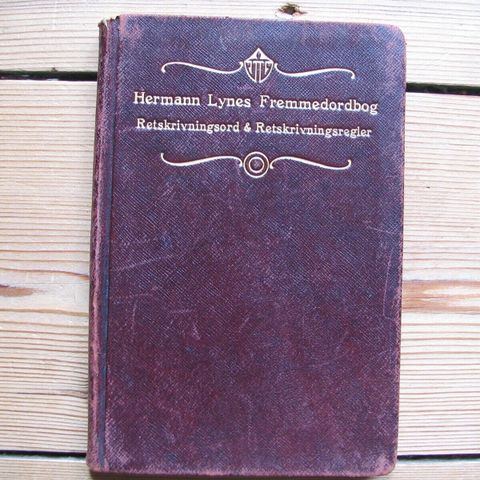 Hermann Lynes Fremmedordbog
Retskrivningsord & Retskrivningsregler